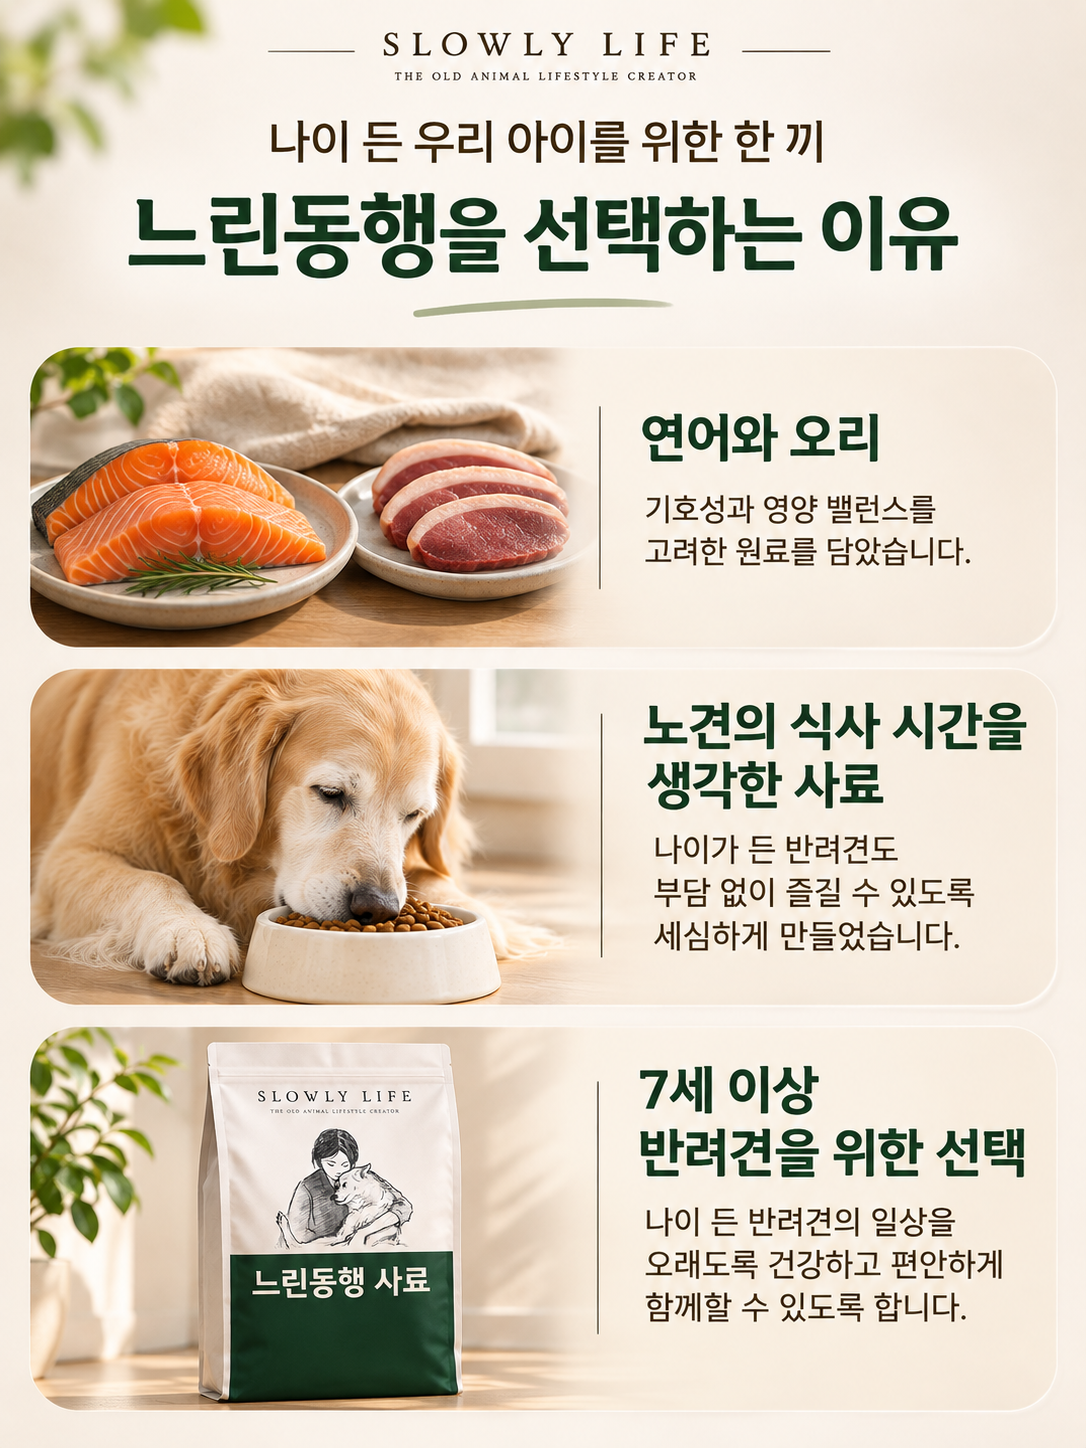 SLOWLY LIFE
THE OLD ANIMAL LIFESTYLE CREATOR
나이 든 우리 아이를 위한 한 끼
느린동행을 선택하는 이유
연어와 오리
기호성과 영양 밸런스를
고려한 원료를 담았습니다.
노견의 식사 시간을
생각한 사료
나이가 든 반려견도
부담 없이 즐길 수 있도록
세심하게 만들었습니다.
SLOWLY LIFE
THE OLD ANIMAL LIFESTYLE CREATOR
느린동행 사료
7세 이상
반려견을 위한 선택
나이 든 반려견의 일상을
오래도록 건강하고 편안하게
함께할 수 있도록 합니다.